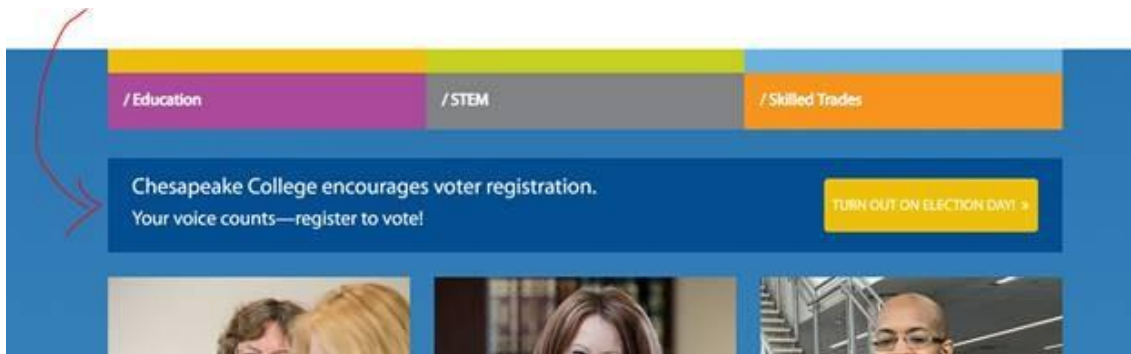 / Education
/ STEM
/ Skilled Trades
Chesapeake College encourages voter registration.
Your voice counts—register to vote!
TURN OUT ON ELECTION DAY! »